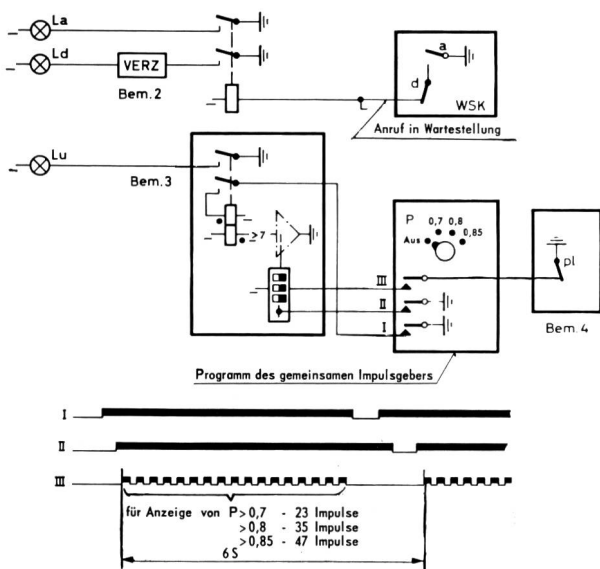 La
Ld
VERZ
Bem.2
a
d
WSK
Anruf in Wartestellung
Lu
Bem.3
>7
P
0,7 0,8
0,85
Aus
III
II
I
pl
Bem.4
Programm des gemeinsamen Impulsgebers
I
II
III
für Anzeige von P>0,7 - 23 Impulse
>0,8 - 35 Impulse
>0,85 - 47 Impulse
6S